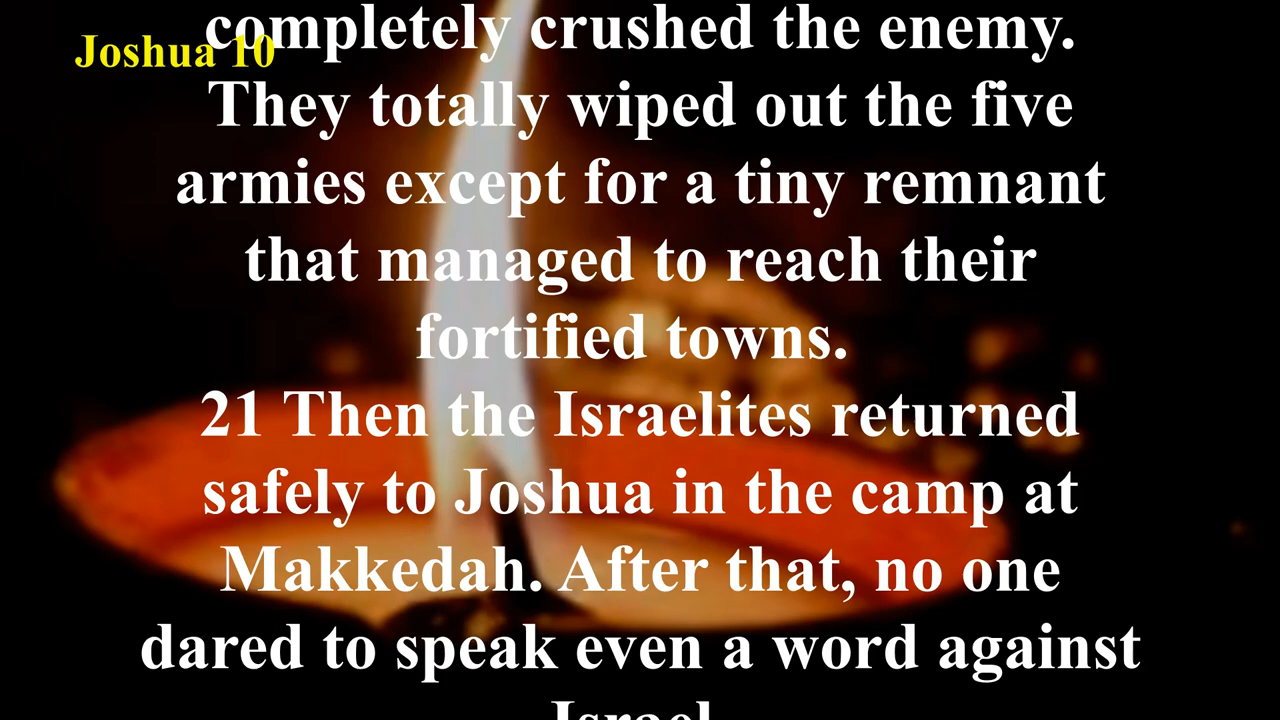 Joshua 10
completely crushed the enemy.
They totally wiped out the five
armies except for a tiny remnant
that managed to reach their
fortified towns.
21 Then the Israelites returned
safely to Joshua in the camp at
Makkedah. After that, no one
dared to speak even a word against
Israel